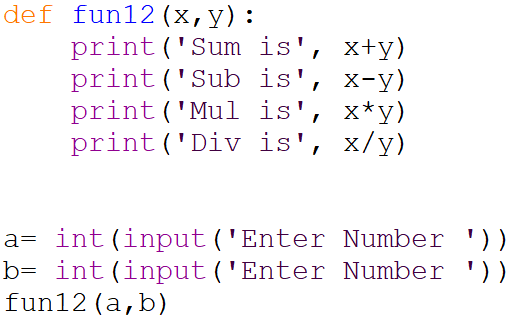 def fun12(x,y):
    print('Sum is', x+y)
    print('Sub is', x-y)
    print('Mul is', x*y)
    print('Div is', x/y)
a= int(input('Enter Number '))
b= int(input('Enter Number '))
fun12(a,b)